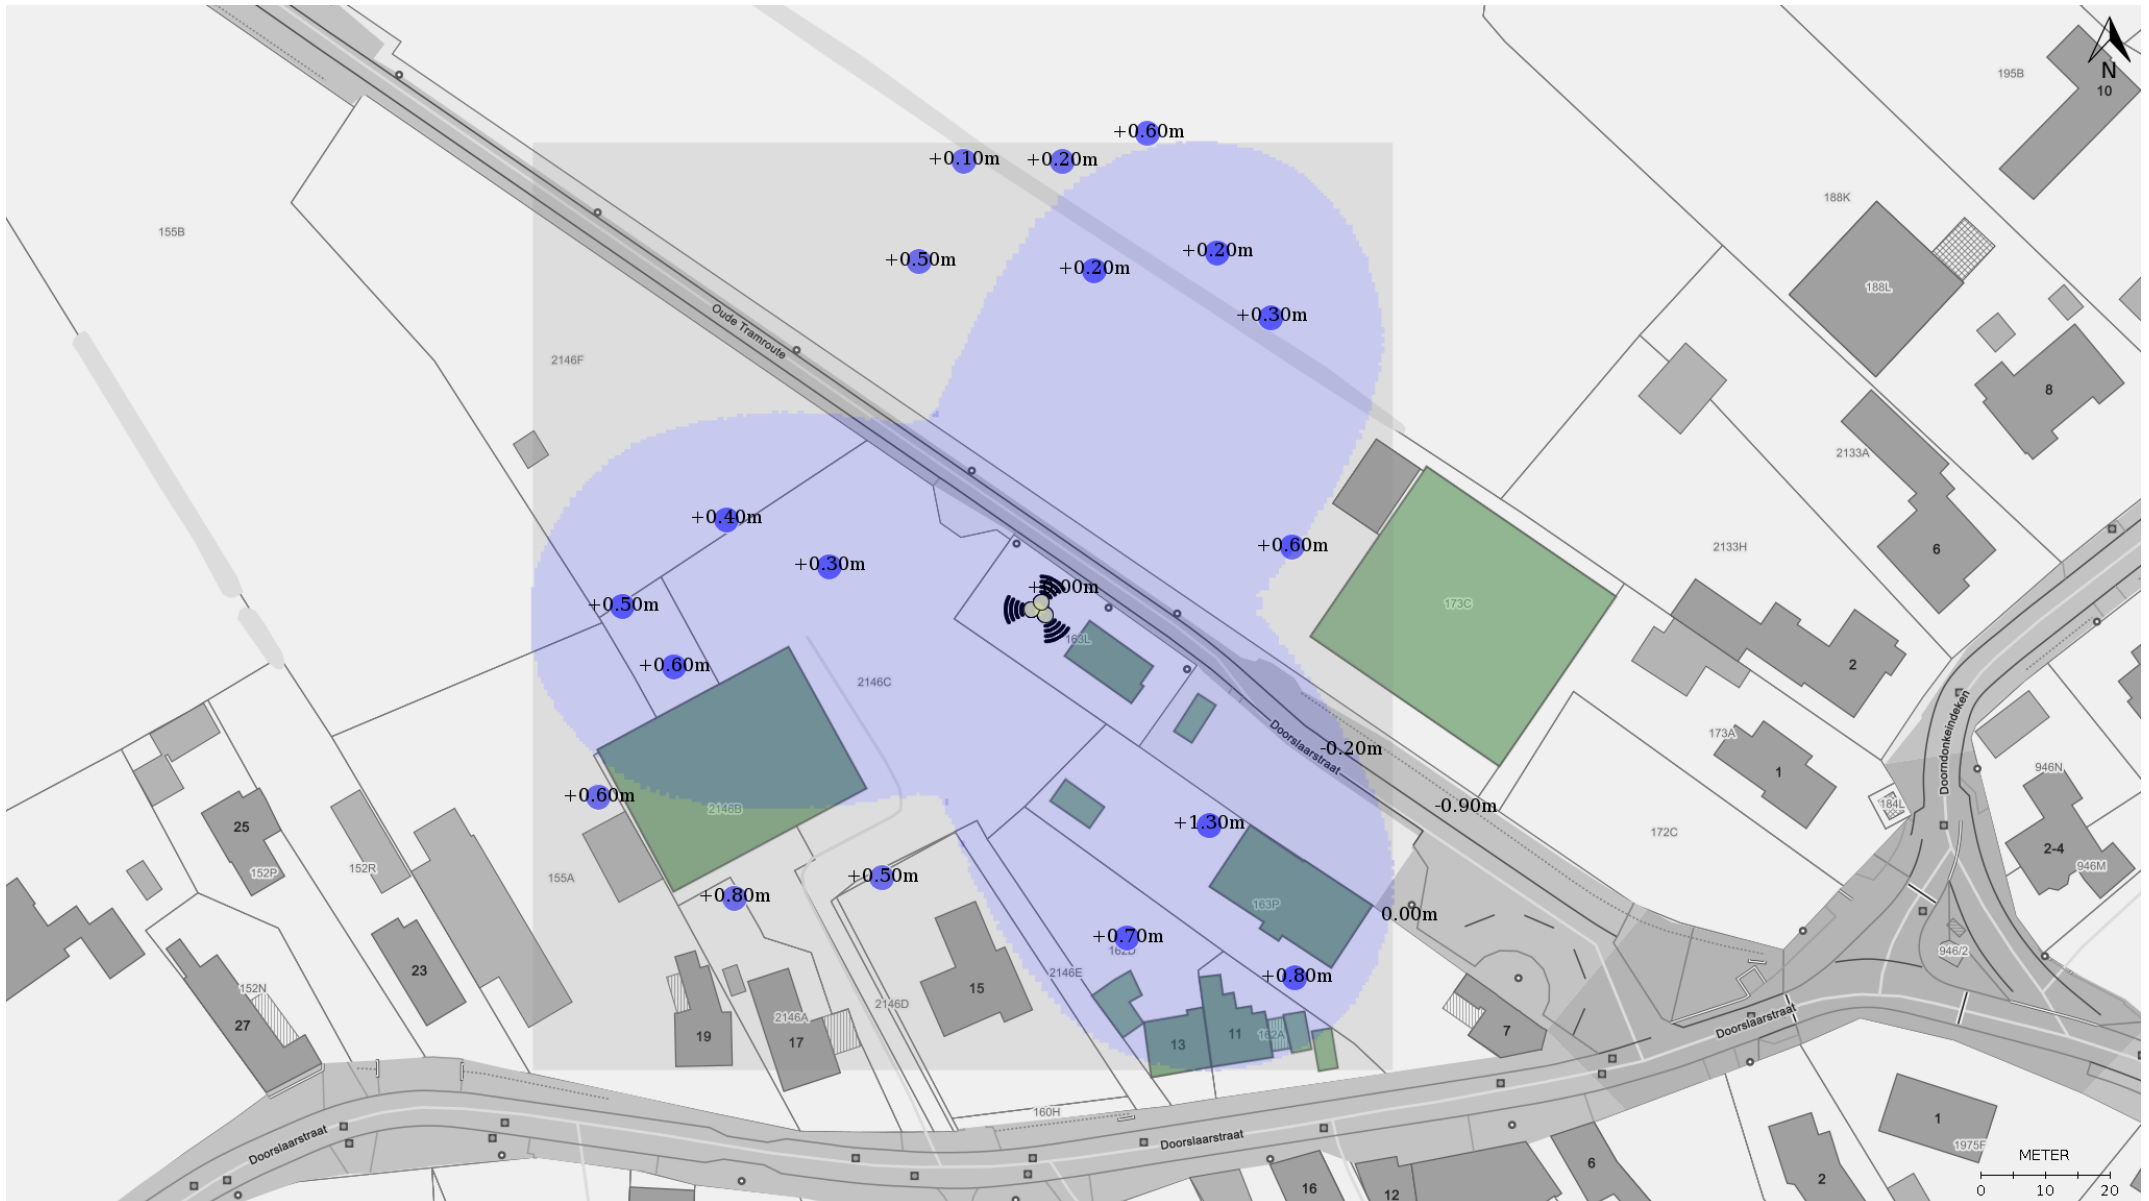 N
195B
10
+0.60m
+0.10m
+0.20m
188K
155B
+0.20m
+0.50m
+0.20m
188L
+0.30m
Oude Tramroute
2146F
8
2133A
+0.40m
+0.60m
2133H
6
+0.30m
+0.50m
173C
163L
+0.60m
2
2146C
Doorslaarstraat
-0.20m
173A
1
Doorndonkeindeken
946N
+0.60m
2146B
-0.90m
184L
+1.30m
25
172C
2-4
152P
152R
155A
946M
+0.50m
+0.80m
163P
0.00m
+0.70m
162D
946/2
23
2146E
+0.80m
152N
15
2146D
27
2146A
19
17
13
11
162A
7
Doorslaarstraat
160H
Doorslaarstraat
Doorslaarstraat
1
1975F
METER
6
16
12
2
0 10 20